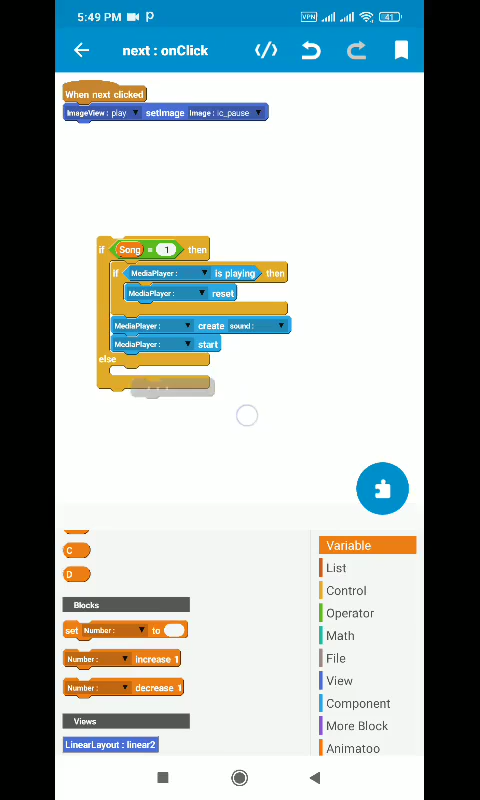 5:49 PM
VPN
41
next : onClick
When next clicked
ImageView : play setImage Image : ic_pause
if Song = 1 then
if MediaPlayer : is playing then
MediaPlayer : reset
MediaPlayer : create sound :
MediaPlayer : start
else
C
D
Blocks
set Number : to
Number : increase 1
Number : decrease 1
Views
LinearLayout : linear2
Variable
List
Control
Operator
Math
File
View
Component
More Block
Animatoo